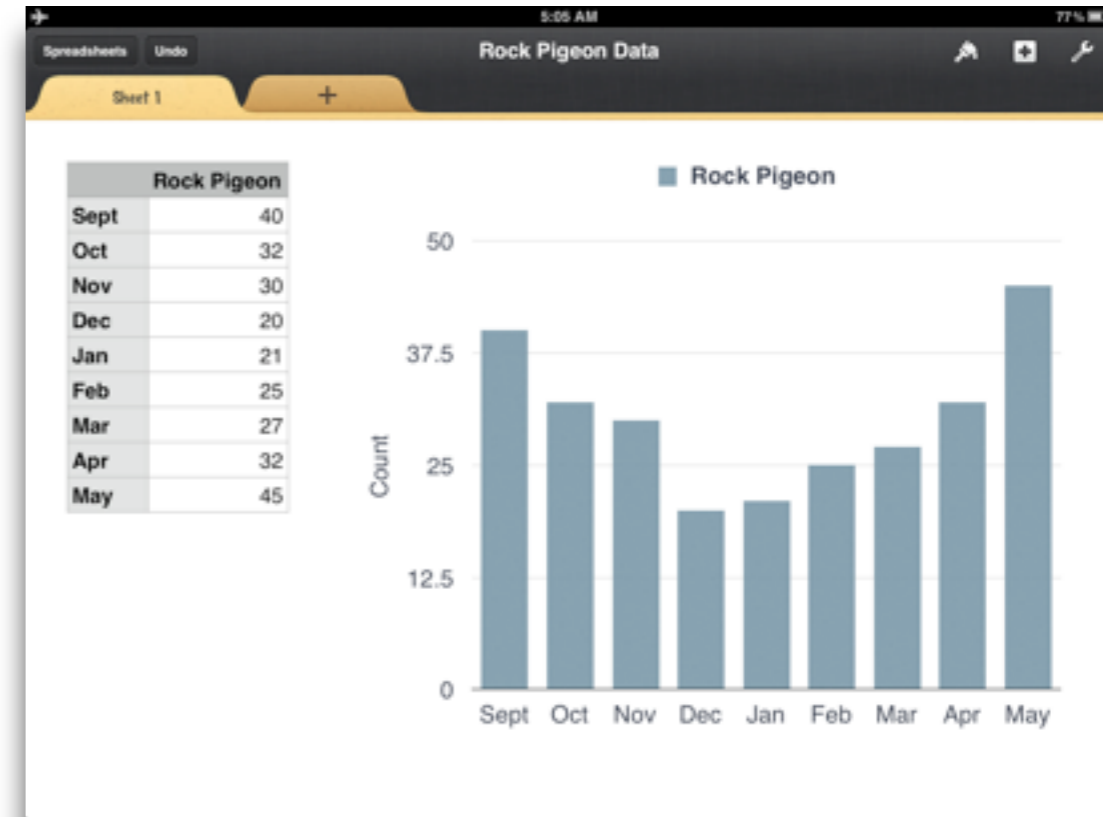 5:05 AM
77%
Spreadsheets Undo
Rock Pigeon Data
Sheet 1
+
Rock Pigeon
Sept 40
Oct 32
Nov 30
Dec 20
Jan 21
Feb 25
Mar 27
Apr 32
May 45
Rock Pigeon
50
37.5
25
12.5
0
Count
Sept Oct Nov Dec Jan Feb Mar Apr May